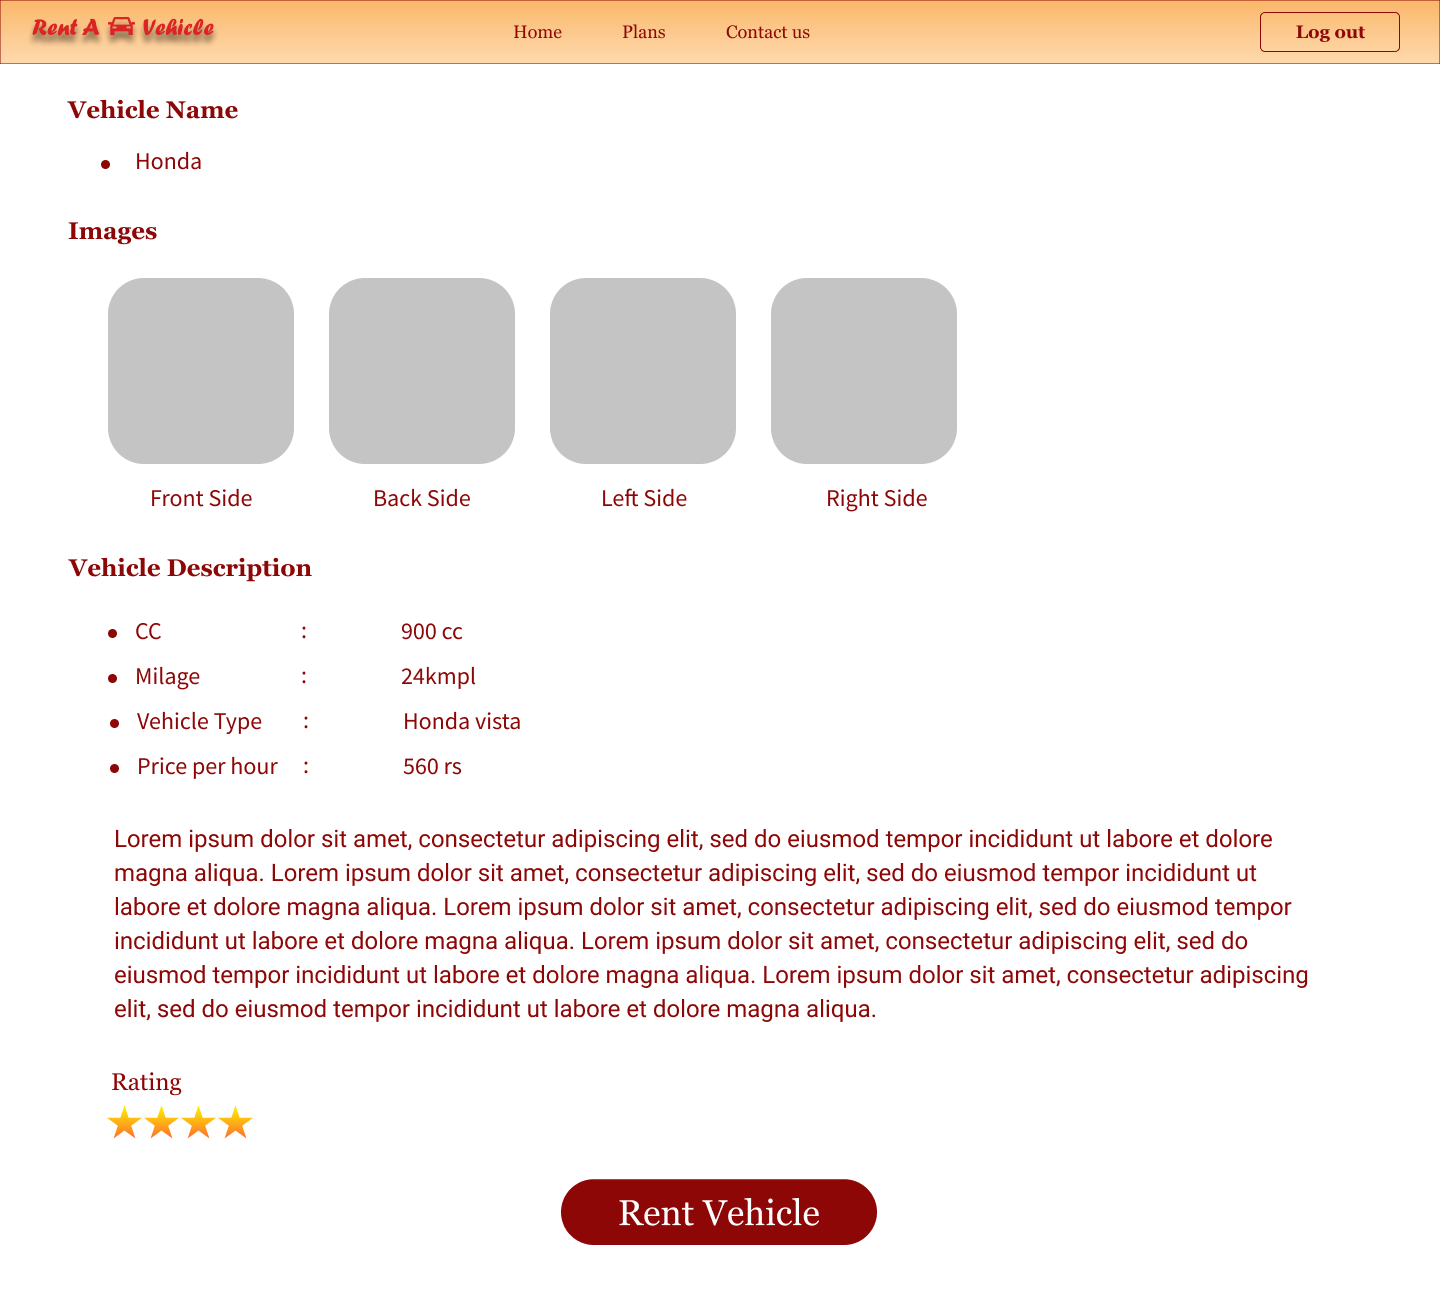 Rent A Vehicle
Home Plans Contact us
Log out
Vehicle Name
Honda
Images
Front Side Back Side Left Side Right Side
Vehicle Description
CC : 900 cc
Milage : 24kmpl
Vehicle Type : Honda vista
Price per hour : 560 rs
Lorem ipsum dolor sit amet, consectetur adipiscing elit, sed do eiusmod tempor incididunt ut labore et dolore
magna aliqua. Lorem ipsum dolor sit amet, consectetur adipiscing elit, sed do eiusmod tempor incididunt ut
labore et dolore magna aliqua. Lorem ipsum dolor sit amet, consectetur adipiscing elit, sed do eiusmod tempor
incididunt ut labore et dolore magna aliqua. Lorem ipsum dolor sit amet, consectetur adipiscing elit, sed do
eiusmod tempor incididunt ut labore et dolore magna aliqua. Lorem ipsum dolor sit amet, consectetur adipiscing
elit, sed do eiusmod tempor incididunt ut labore et dolore magna aliqua.
Rating
Rent Vehicle